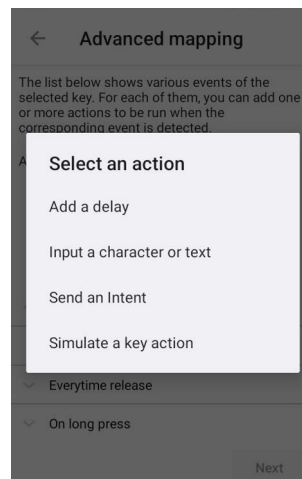 Advanced mapping
The list below shows various events of the
selected key. For each of them, you can add one
or more actions to be run when the
corresponding event is detected.
A
Select an action
Add a delay
Input a character or text
Send an Intent
Simulate a key action
Everytime release
On long press
Next